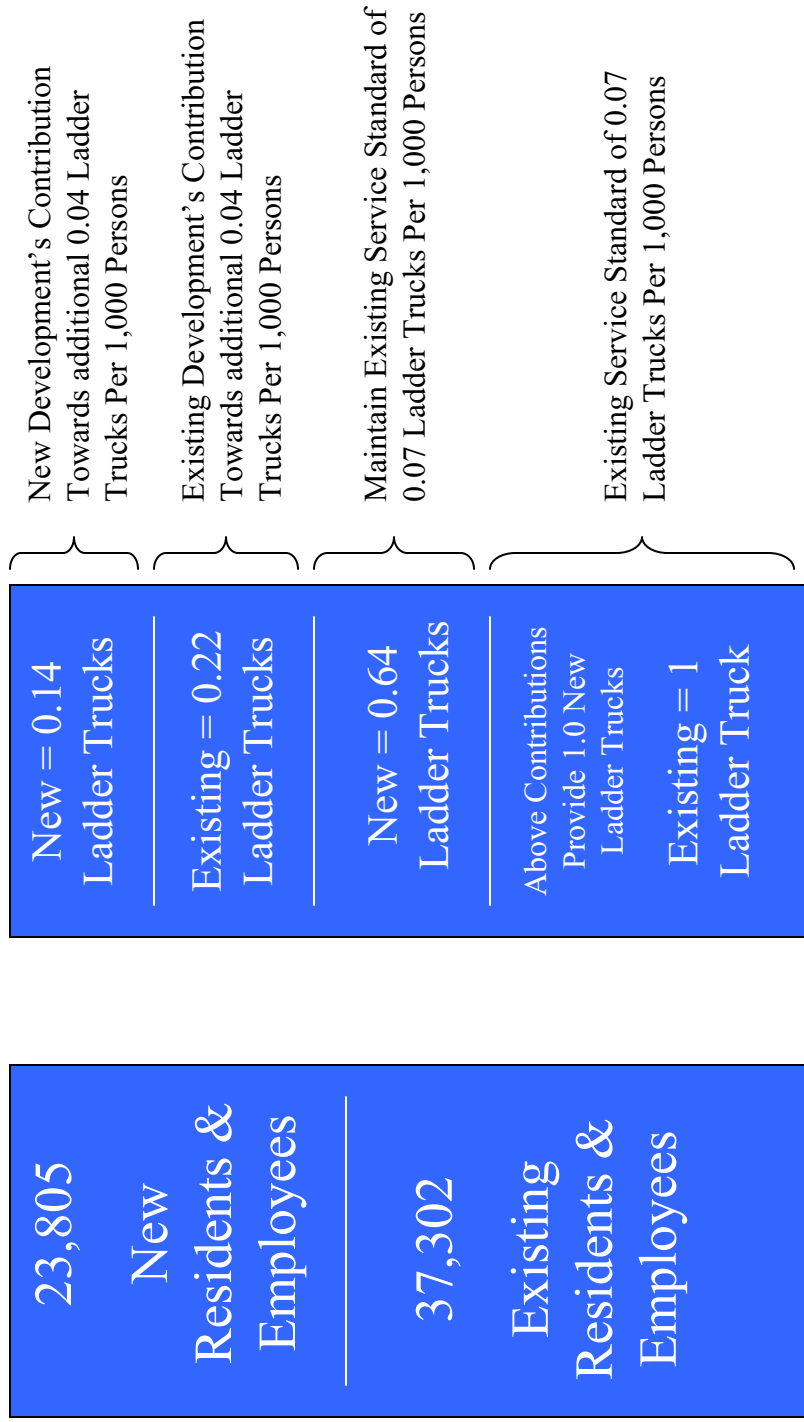 23,805
New
Residents &
Employees
37,302
Existing
Residents &
Employees
New = 0.14
Ladder Trucks
Existing = 0.22
Ladder Trucks
New = 0.64
Ladder Trucks
Above Contributions
Provide 1.0 New
Ladder Trucks
Existing = 1
Ladder Truck
New Development’s Contribution
Towards additional 0.04 Ladder
Trucks Per 1,000 Persons
Existing Development’s Contribution
Towards additional 0.04 Ladder
Trucks Per 1,000 Persons
Maintain Existing Service Standard of
0.07 Ladder Trucks Per 1,000 Persons
Existing Service Standard of 0.07
Ladder Trucks Per 1,000 Persons